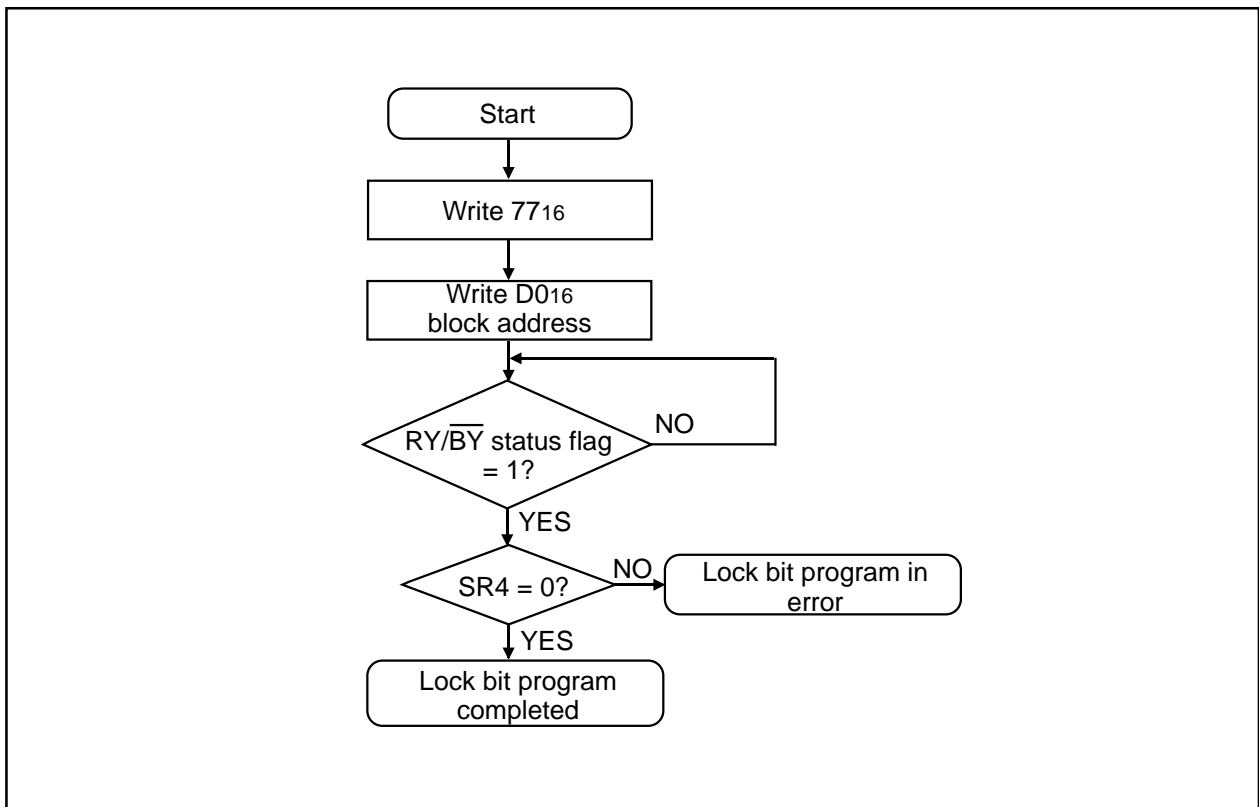 Start
Write 7716
Write D016
block address
NO
RY/B̅Y̅ status flag
= 1?
YES
NO
SR4 = 0?
Lock bit program in
error
YES
Lock bit program
completed